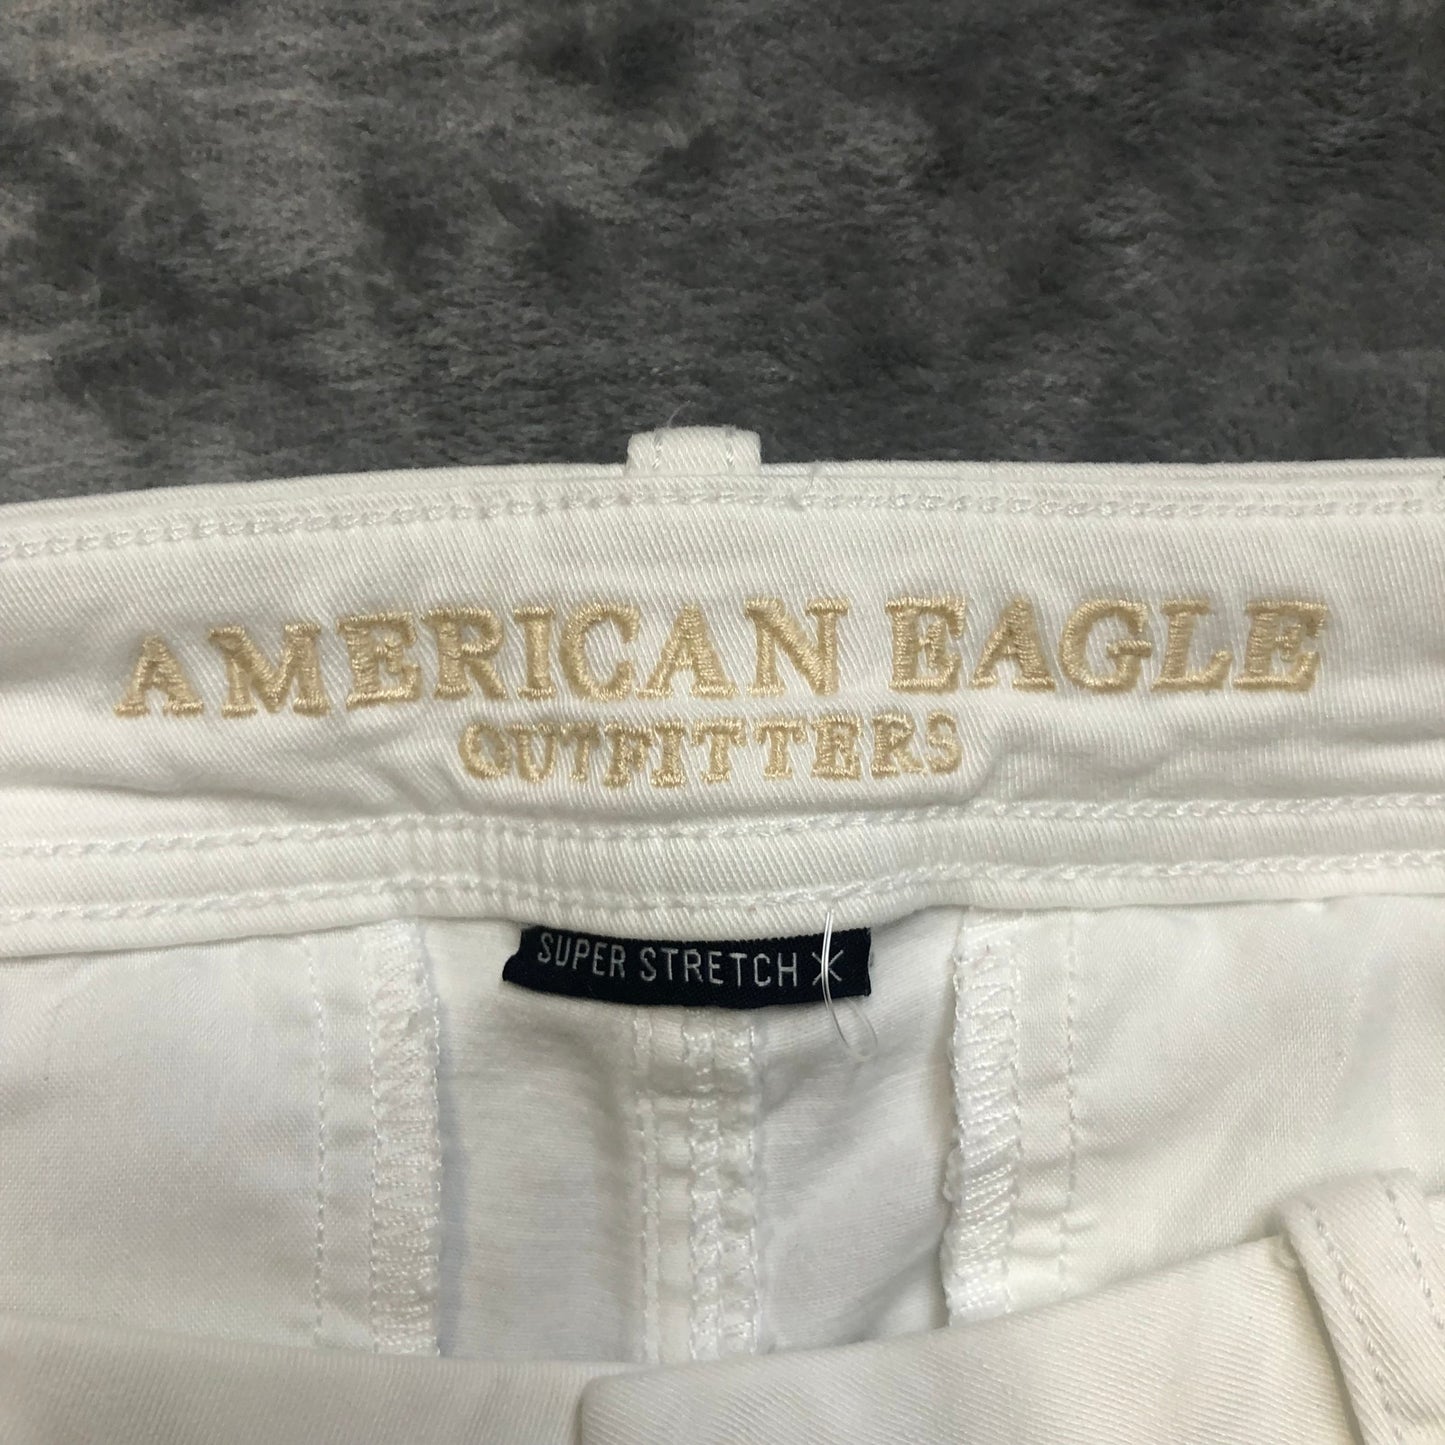 AMERICAN EAGLE
OUTFITTERS
SUPER STRETCH X